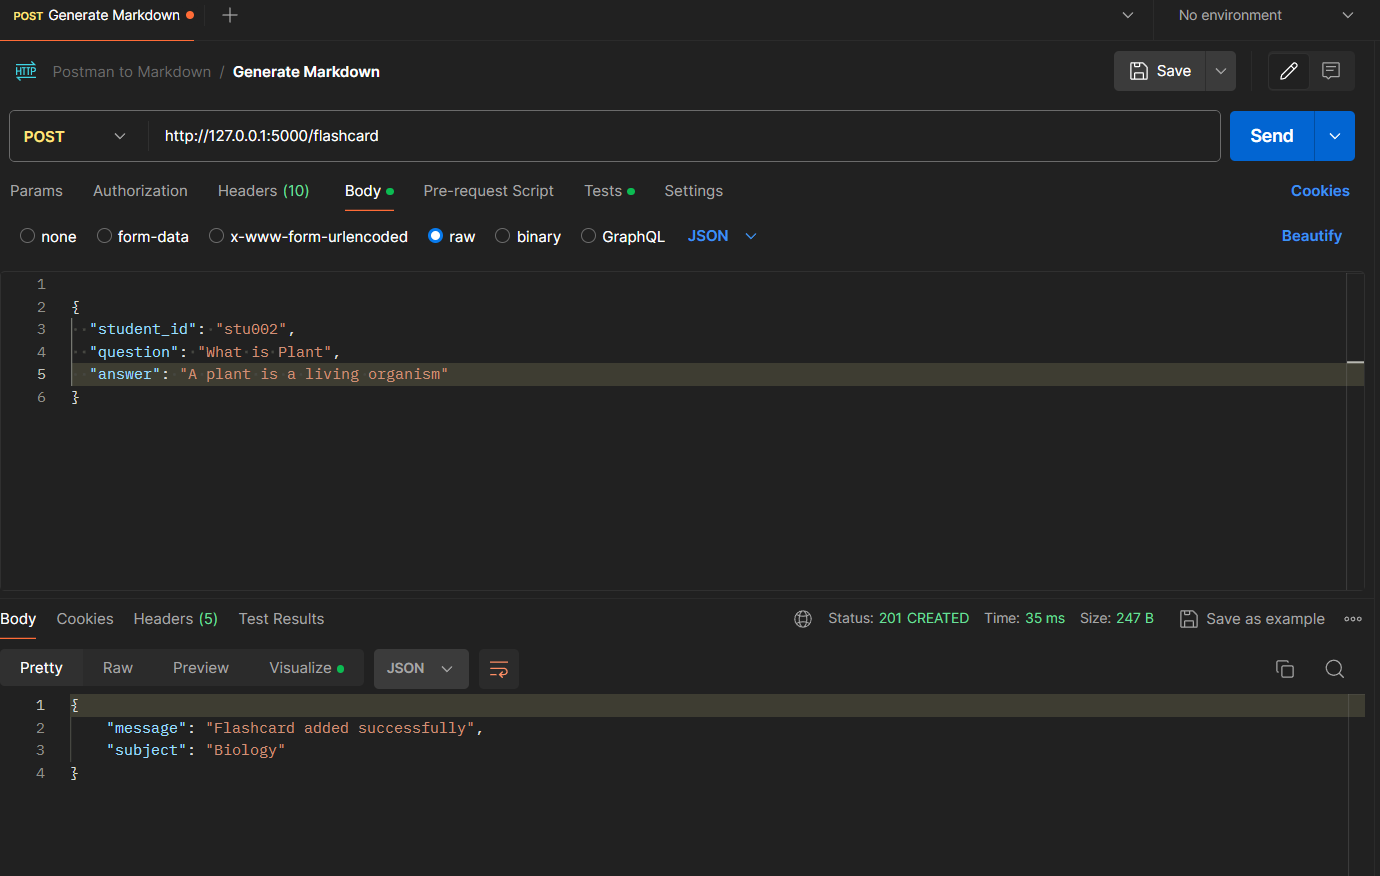 POST Generate Markdown
No environment
HTTP Postman to Markdown / Generate Markdown
Save
POST http://127.0.0.1:5000/flashcard Send
Params Authorization Headers (10) Body Pre-request Script Tests Settings Cookies
none form-data x-www-form-urlencoded raw binary GraphQL JSON Beautify
1
2 {
3 "student_id": "stu002",
4 "question": "What is Plant",
5 "answer": "A plant is a living organism"
6 }
Body Cookies Headers (5) Test Results Status: 201 CREATED Time: 35 ms Size: 247 B Save as example
Pretty Raw Preview Visualize JSON
1 {
2 "message": "Flashcard added successfully",
3 "subject": "Biology"
4 }